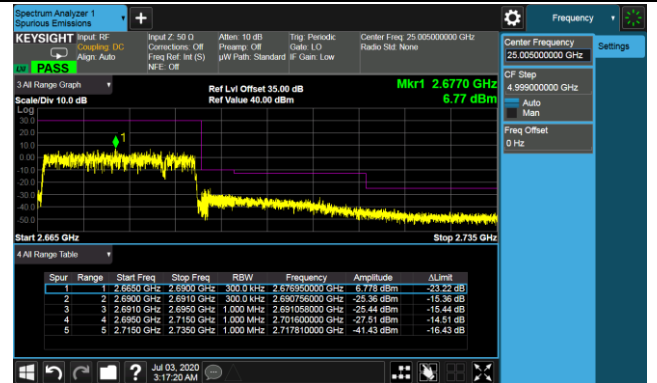 Spectrum Analyzer 1
Spurious Emissions
Frequency
KEYSIGHT Input: RF Input Z: 50 Ω Atten: 10 dB Trig: Periodic Center Freq: 25.005000000 GHz
Coupling: DC Corrections: Off Preamp: Off Gate: LO Radio Std: None
Align: Auto Freq Ref: Int (S) µW Path: Standard IF Gain: Low
NFE: Off
LXI PASS
Center Frequency
25.005000000 GHz
Settings
CF Step
4.999000000 GHz
Auto
Man
Freq Offset
0 Hz
3 All Range Graph
Ref Lvl Offset 35.00 dB
Mkr1 2.6770 GHz
Scale/Div 10.0 dB Ref Value 40.00 dBm 6.77 dBm
Log
30.0
20.0
10.0
0.00
-10.0
-20.0
-30.0
-40.0
-50.0
1
Start 2.665 GHz Stop 2.735 GHz
4 All Range Table
Spur Range Start Freq Stop Freq RBW Frequency Amplitude ΔLimit
1 1 2.6650 GHz 2.6900 GHz 300.0 kHz 2.676950000 GHz 6.778 dBm -23.22 dB
2 2 2.6900 GHz 2.6910 GHz 300.0 kHz 2.690756000 GHz -25.36 dBm -15.36 dB
3 3 2.6910 GHz 2.6950 GHz 1.000 MHz 2.691058000 GHz -25.44 dBm -15.44 dB
4 4 2.6950 GHz 2.7150 GHz 1.000 MHz 2.701600000 GHz -27.51 dBm -14.51 dB
5 5 2.7150 GHz 2.7350 GHz 1.000 MHz 2.717810000 GHz -41.43 dBm -16.43 dB
Jul 03, 2020
3:17:20 AM